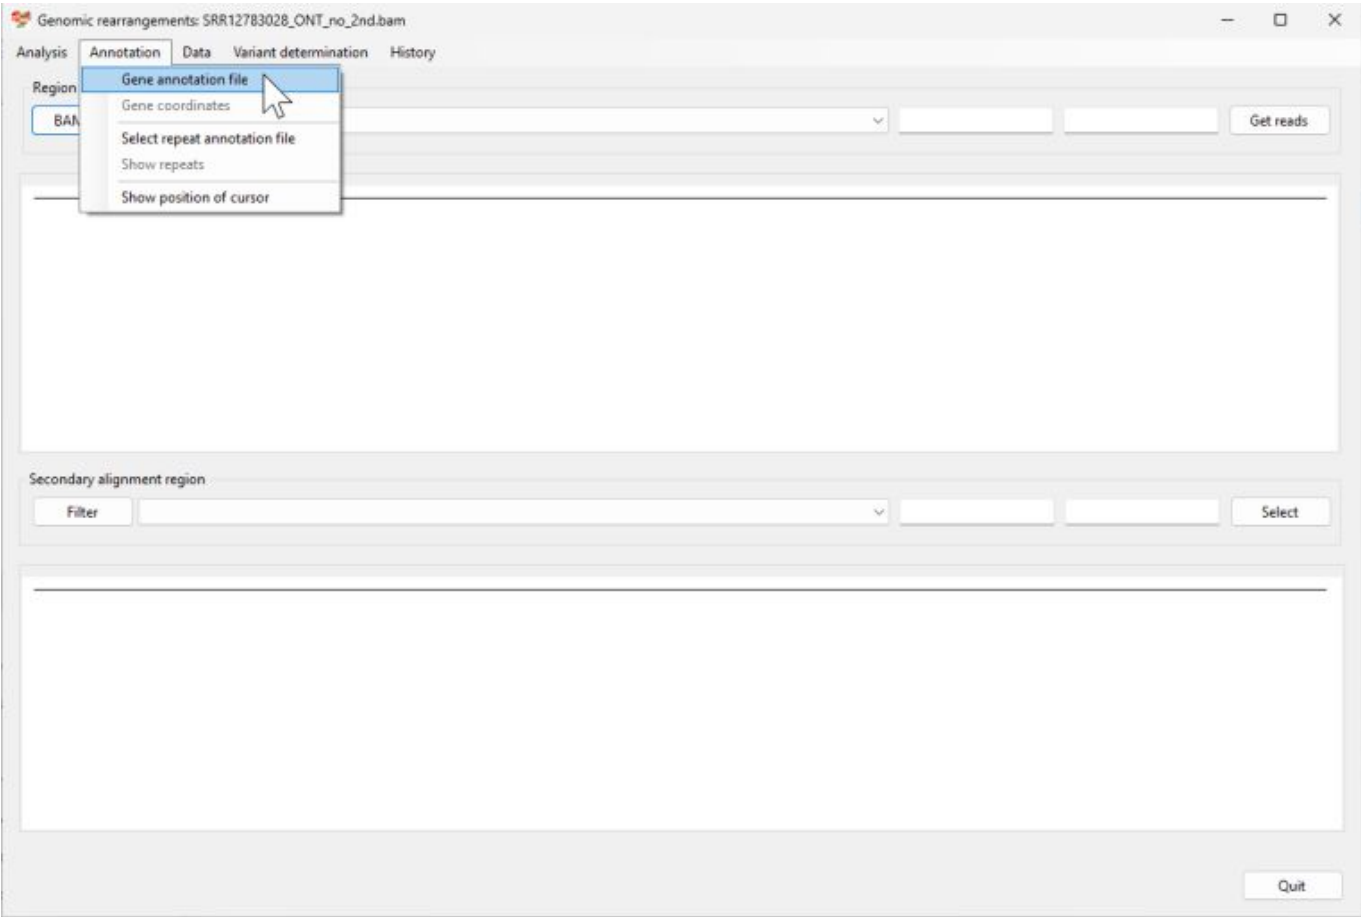 Genomic rearrangements: SRR12783028_ONT_no_2nd.bam
Analysis Annotation Data Variant determination History
Gene annotation file
Region
Gene coordinates
Get reads
Select repeat annotation file
Show repeats
Show position of cursor
Secondary alignment region
Filter Select
Quit